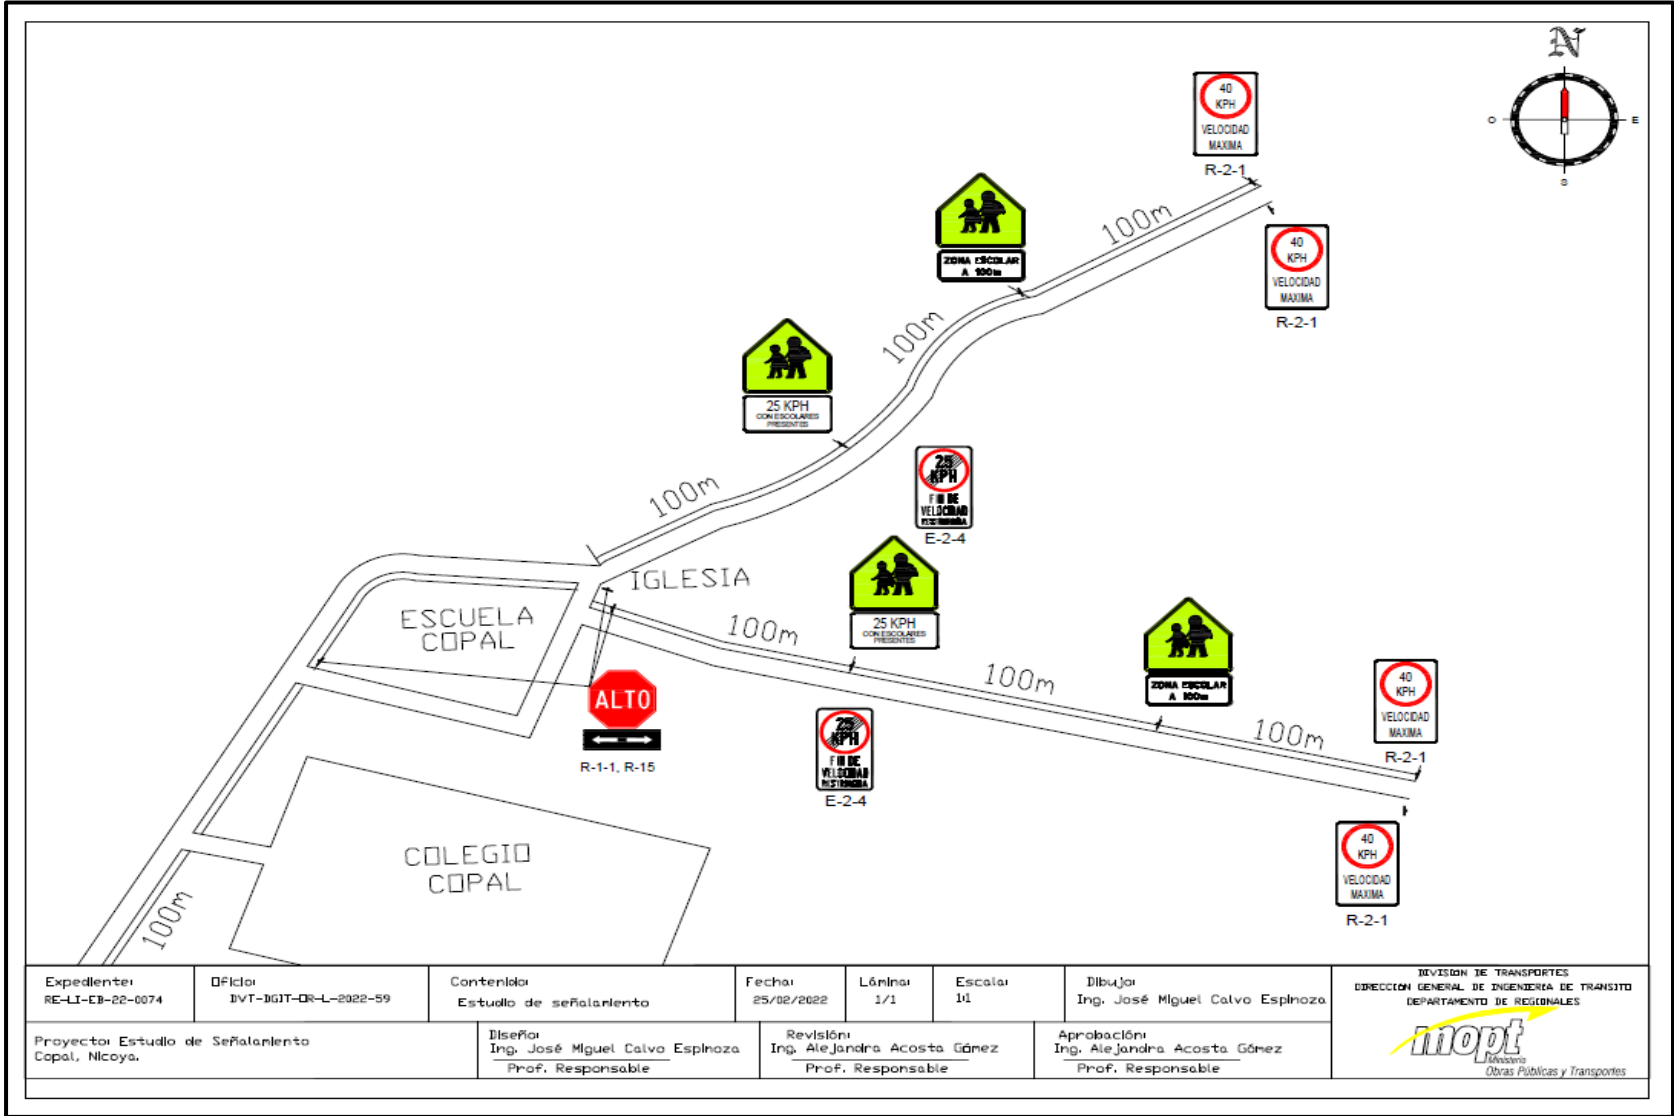 N
O
E
S
40
KPH
VELOCIDAD
MAXIMA
R-2-1
100m
ZONA ESCOLAR
A 100m
40
KPH
VELOCIDAD
MAXIMA
R-2-1
100m
25 KPH
CON ESCOLARES
PRESENTES
25
KPH
FIN DE
VELOCIDAD
RESTRINGIDA
E-2-4
100m
IGLESIA
ESCUELA
COPAL
25 KPH
CON ESCOLARES
PRESENTES
100m
100m
ZONA ESCOLAR
A 100m
40
KPH
VELOCIDAD
MAXIMA
R-2-1
100m
ALTO
R-1-1, R-15
25
KPH
FIN DE
VELOCIDAD
RESTRINGIDA
E-2-4
40
KPH
VELOCIDAD
MAXIMA
R-2-1
COLEGIO
COPAL
100m
Expediente:
RE-LI-EB-22-0074
Oficio:
DVT-DGIT-OR-L-2022-59
Contenido:
Estudio de señalamiento
Fecha:
25/02/2022
Lámina:
1/1
Escala:
1:1
Dibujo:
Ing. José Miguel Calvo Espinoza
DIVISION DE TRANSPORTES
DIRECCIÓN GENERAL DE INGENIERIA DE TRANSITO
DEPARTAMENTO DE REGIONALES
Proyecto: Estudio de Señalamiento
Copal, Nicoya.
Diseño:
Ing. José Miguel Calvo Espinoza
Prof. Responsable
Revisión:
Ing. Alejandra Acosta Gómez
Prof. Responsable
Aprobación:
Ing. Alejandra Acosta Gómez
Prof. Responsable
mopt
Ministerio
Obras Públicas y Transportes